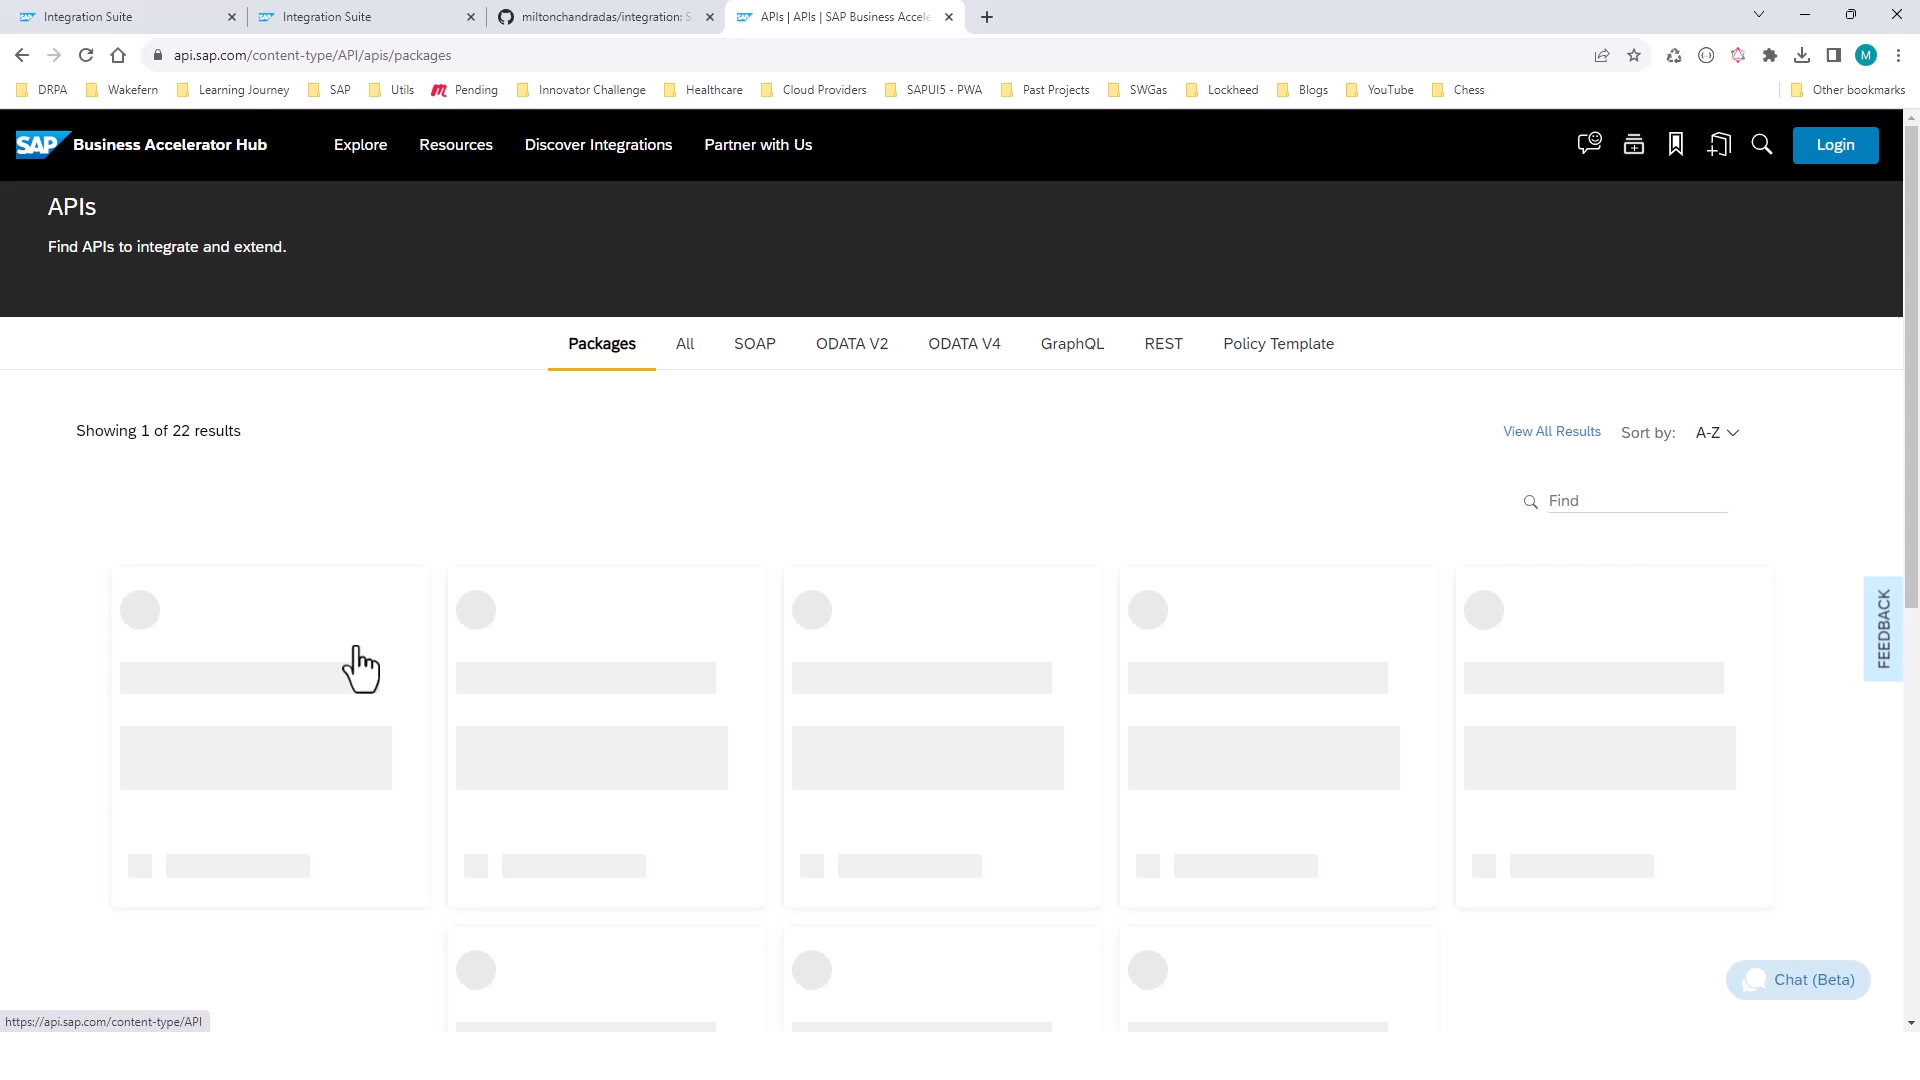 Integration Suite
Integration Suite
miltonchandradas/integration: S
APIs | APIs | SAP Business Accele
api.sap.com/content-type/API/apis/packages
M
DRPA
Wakefern
Learning Journey
SAP
Utils
Pending
Innovator Challenge
Healthcare
Cloud Providers
SAPUI5 - PWA
Past Projects
SWGas
Lockheed
Blogs
YouTube
Chess
Other bookmarks
SAP Business Accelerator Hub
Explore
Resources
Discover Integrations
Partner with Us
Login
APIs
Find APIs to integrate and extend.
Packages
All
SOAP
ODATA V2
ODATA V4
GraphQL
REST
Policy Template
Showing 1 of 22 results
View All Results
Sort by:
A-Z
Find
FEEDBACK
Chat (Beta)
https://api.sap.com/content-type/API